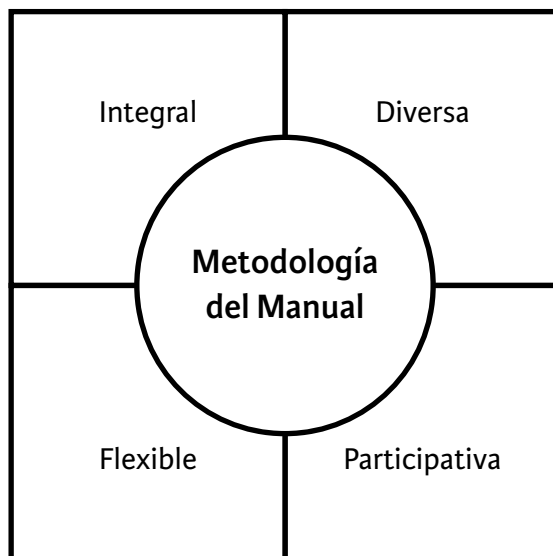 Integral
Diversa
Metodología
del Manual
Flexible
Participativa